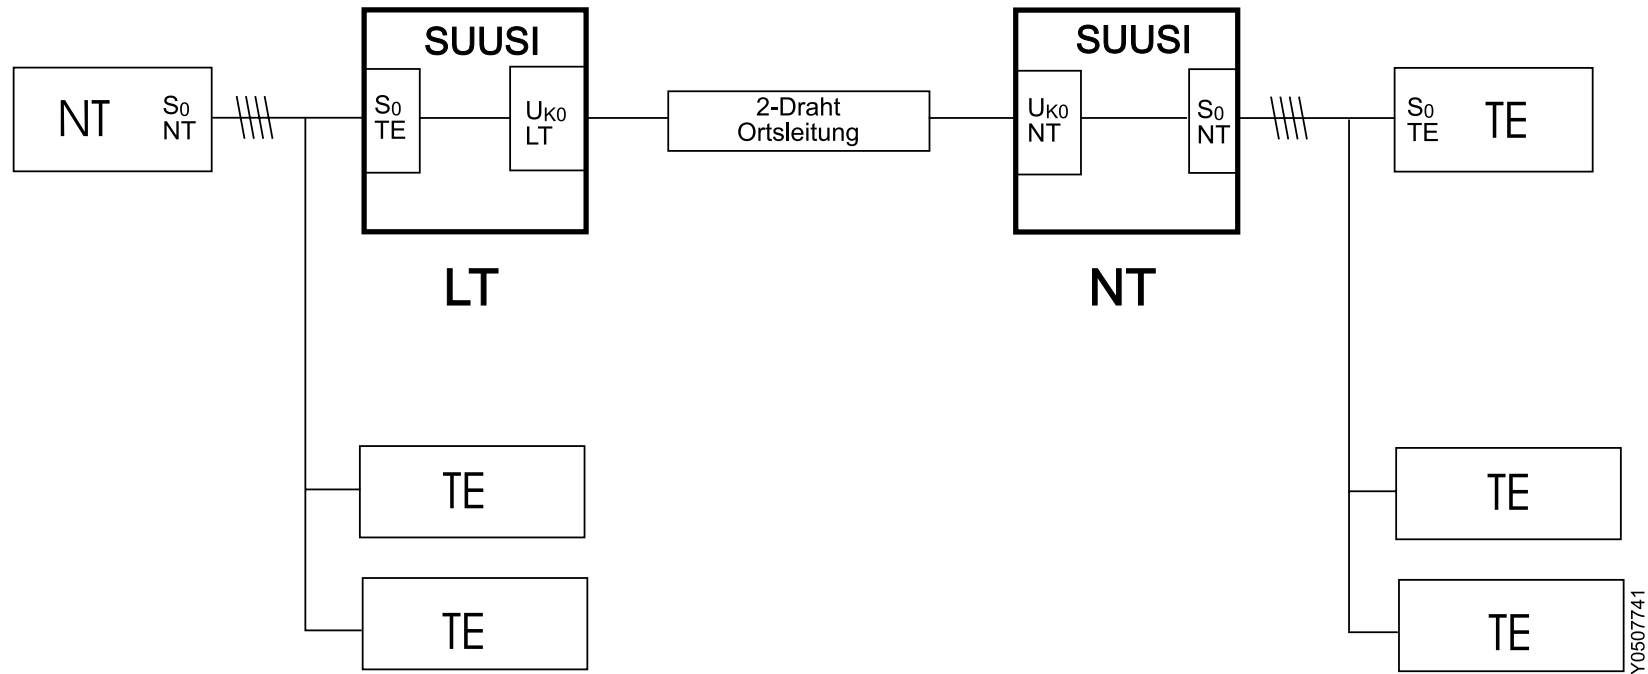 SUUSI
SUUSI
NT
S0
NT
S0
TE
UK0
LT
2-Draht
Ortsleitung
UK0
NT
S0
NT
S0
TE
TE
LT
NT
TE
TE
TE
TE
Y0507741